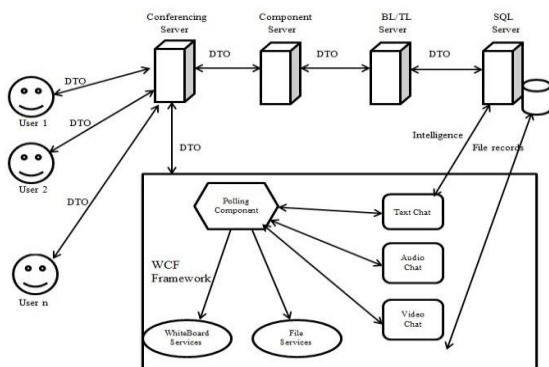 Conferencing
Server
Component
Server
BL/TL
Server
SQL
Server
DTO
DTO
DTO
DTO
User 1
DTO
User 2
DTO
Intelligence
File records
DTO
User n
Polling
Component
Text Chat
WCF
Framework
Audio
Chat
Video
Chat
WhiteBoard
Services
File
Services